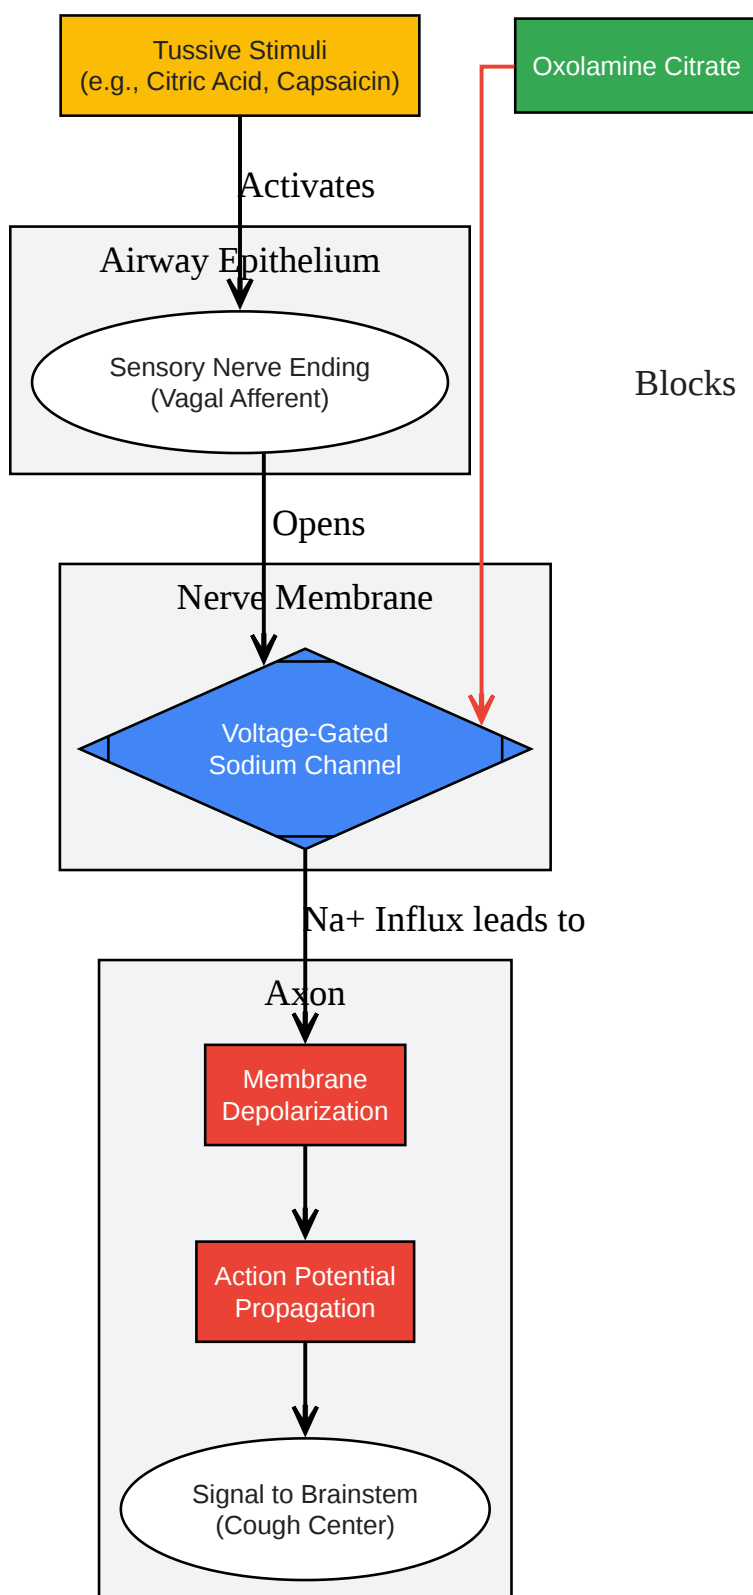 Tussive Stimuli
(e.g., Citric Acid, Capsaicin)
Oxolamine Citrate
Activates
Airway Epithelium
Sensory Nerve Ending
(Vagal Afferent)
Blocks
Opens
Nerve Membrane
Voltage-Gated
Sodium Channel
Na+ Influx leads to
Axon
Membrane
Depolarization
Action Potential
Propagation
Signal to Brainstem
(Cough Center)